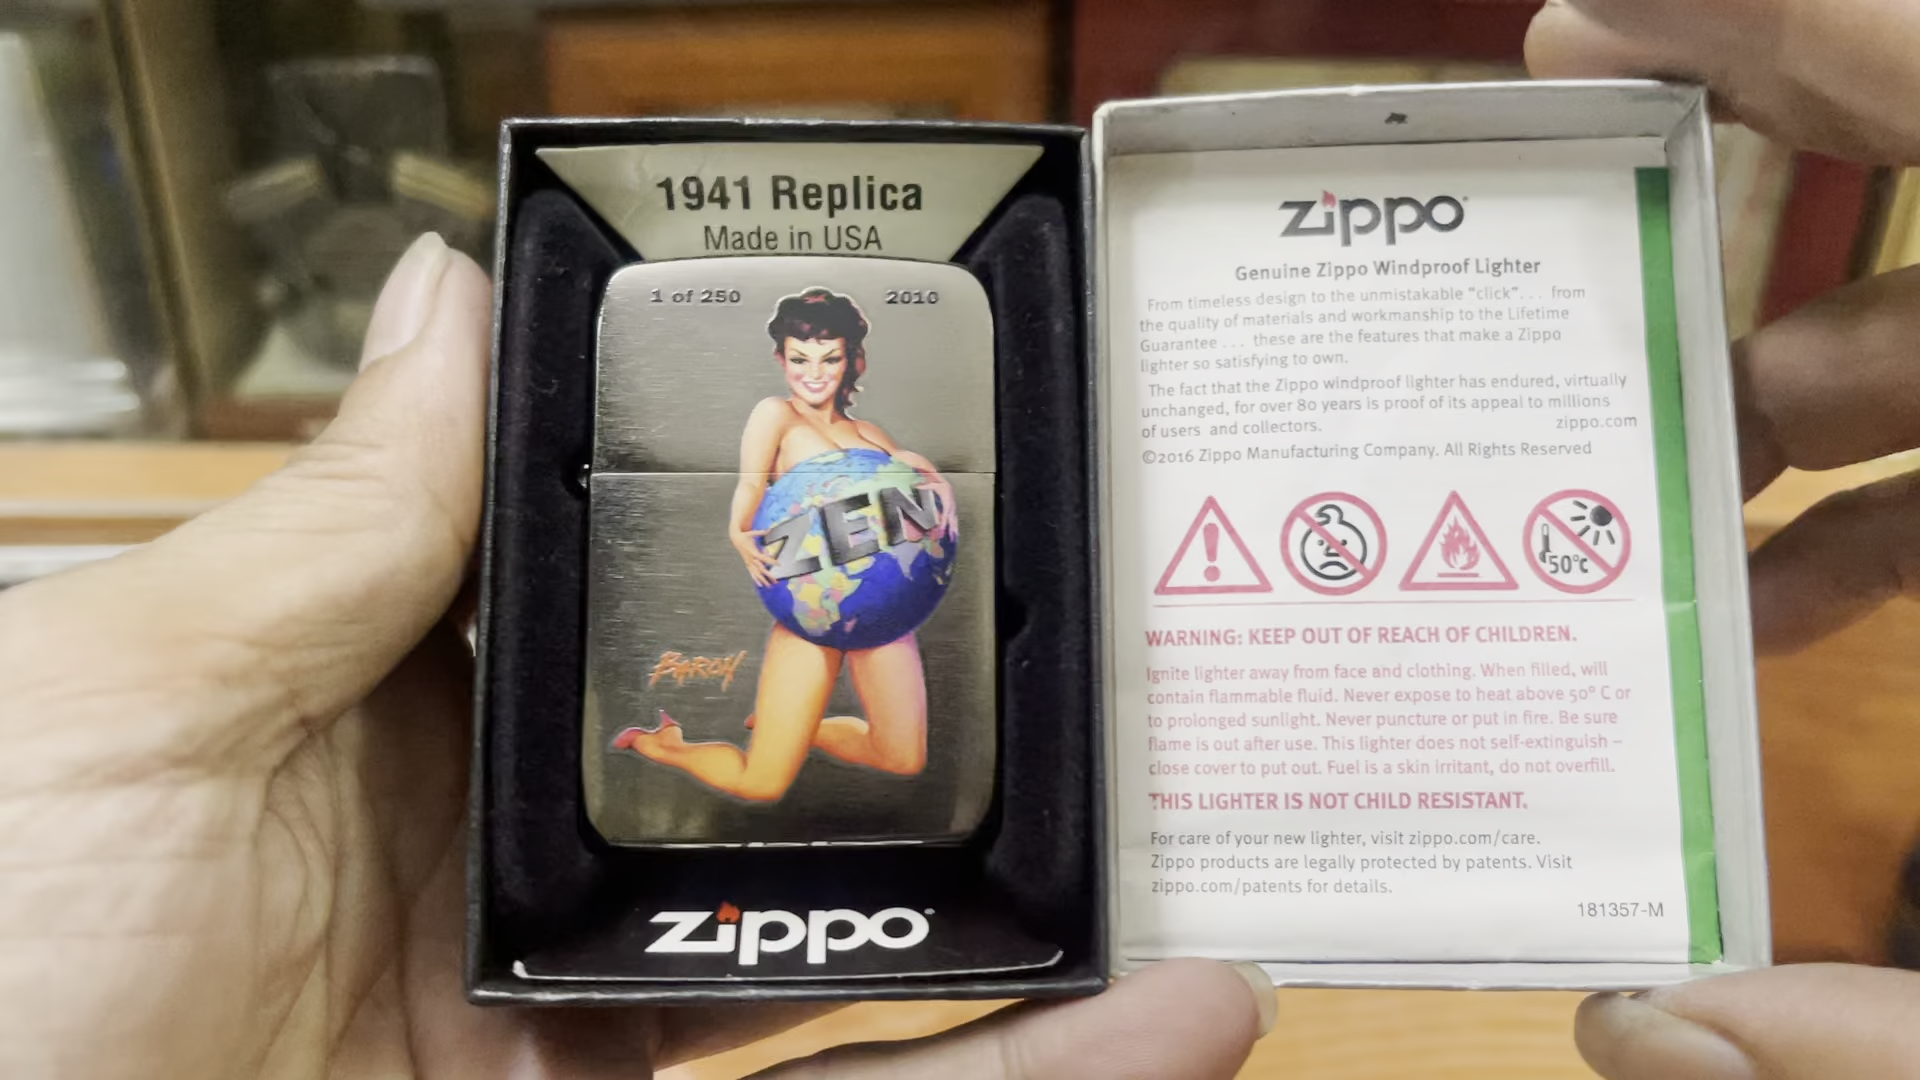 1941 Replica
Made in USA
1 of 250 2010
ZEN
BARON
zippo
zippo
Genuine Zippo Windproof Lighter
From timeless design to the unmistakable "click". . . from
the quality of materials and workmanship to the Lifetime
Guarantee . . . these are the features that make a Zippo
lighter so satisfying to own.
The fact that the Zippo windproof lighter has endured, virtually
unchanged, for over 80 years is proof of its appeal to millions
of users and collectors. zippo.com
©2016 Zippo Manufacturing Company. All Rights Reserved
50°C
WARNING: KEEP OUT OF REACH OF CHILDREN.
Ignite lighter away from face and clothing. When filled, will
contain flammable fluid. Never expose to heat above 50° C or
to prolonged sunlight. Never puncture or put in fire. Be sure
flame is out after use. This lighter does not self-extinguish –
close cover to put out. Fuel is a skin irritant, do not overfill.
THIS LIGHTER IS NOT CHILD RESISTANT.
For care of your new lighter, visit zippo.com/care.
Zippo products are legally protected by patents. Visit
zippo.com/patents for details.
181357-M